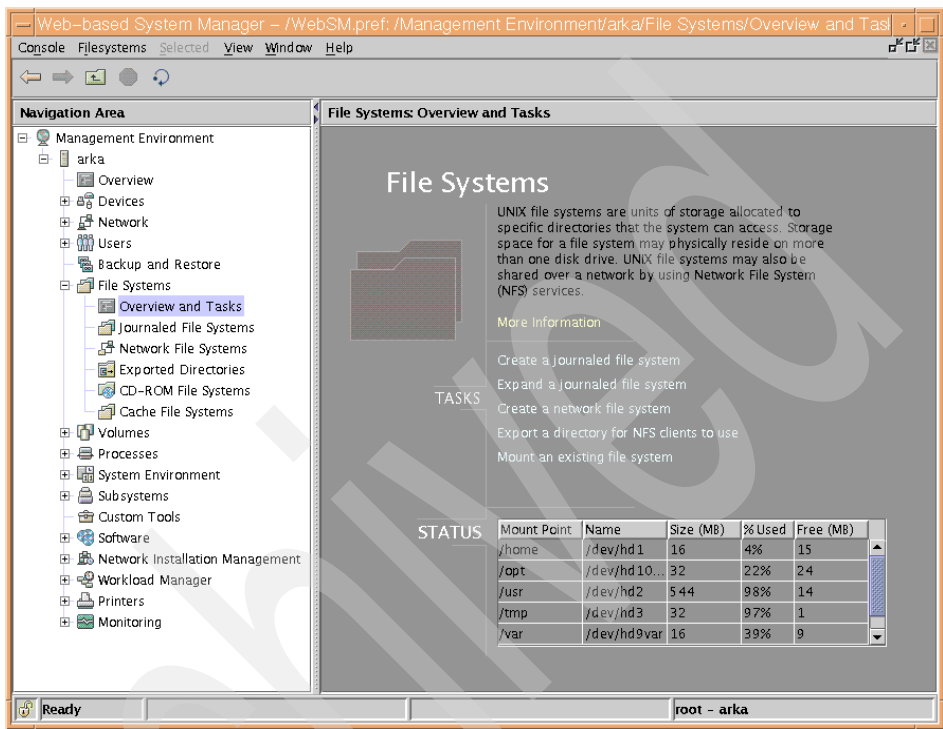 Web-based System Manager - /WebSM.pref: /Management Environment/arka/File Systems/Overview and Tasl
Console Filesystems Selected View Window Help
Navigation Area
Management Environment
arka
Overview
Devices
Network
Users
Backup and Restore
File Systems
Overview and Tasks
Journaled File Systems
Network File Systems
Exported Directories
CD-ROM File Systems
Cache File Systems
Volumes
Processes
System Environment
Subsystems
Custom Tools
Software
Network Installation Management
Workload Manager
Printers
Monitoring
File Systems: Overview and Tasks
File Systems
UNIX file systems are units of storage allocated to
specific directories that the system can access. Storage
space for a file system may physically reside on more
than one disk drive. UNIX file systems may also be
shared over a network by using Network File System
(NFS) services.
More Information
TASKS
Create a journaled file system
Expand a journaled file system
Create a network file system
Export a directory for NFS clients to use
Mount an existing file system
STATUS
Mount Point Name Size (MB) % Used Free (MB)
/home /dev/hd1 16 4% 15
/opt /dev/hd10... 32 22% 24
/usr /dev/hd2 544 98% 14
/tmp /dev/hd3 32 97% 1
/var /dev/hd9var 16 39% 9
Ready
root - arka